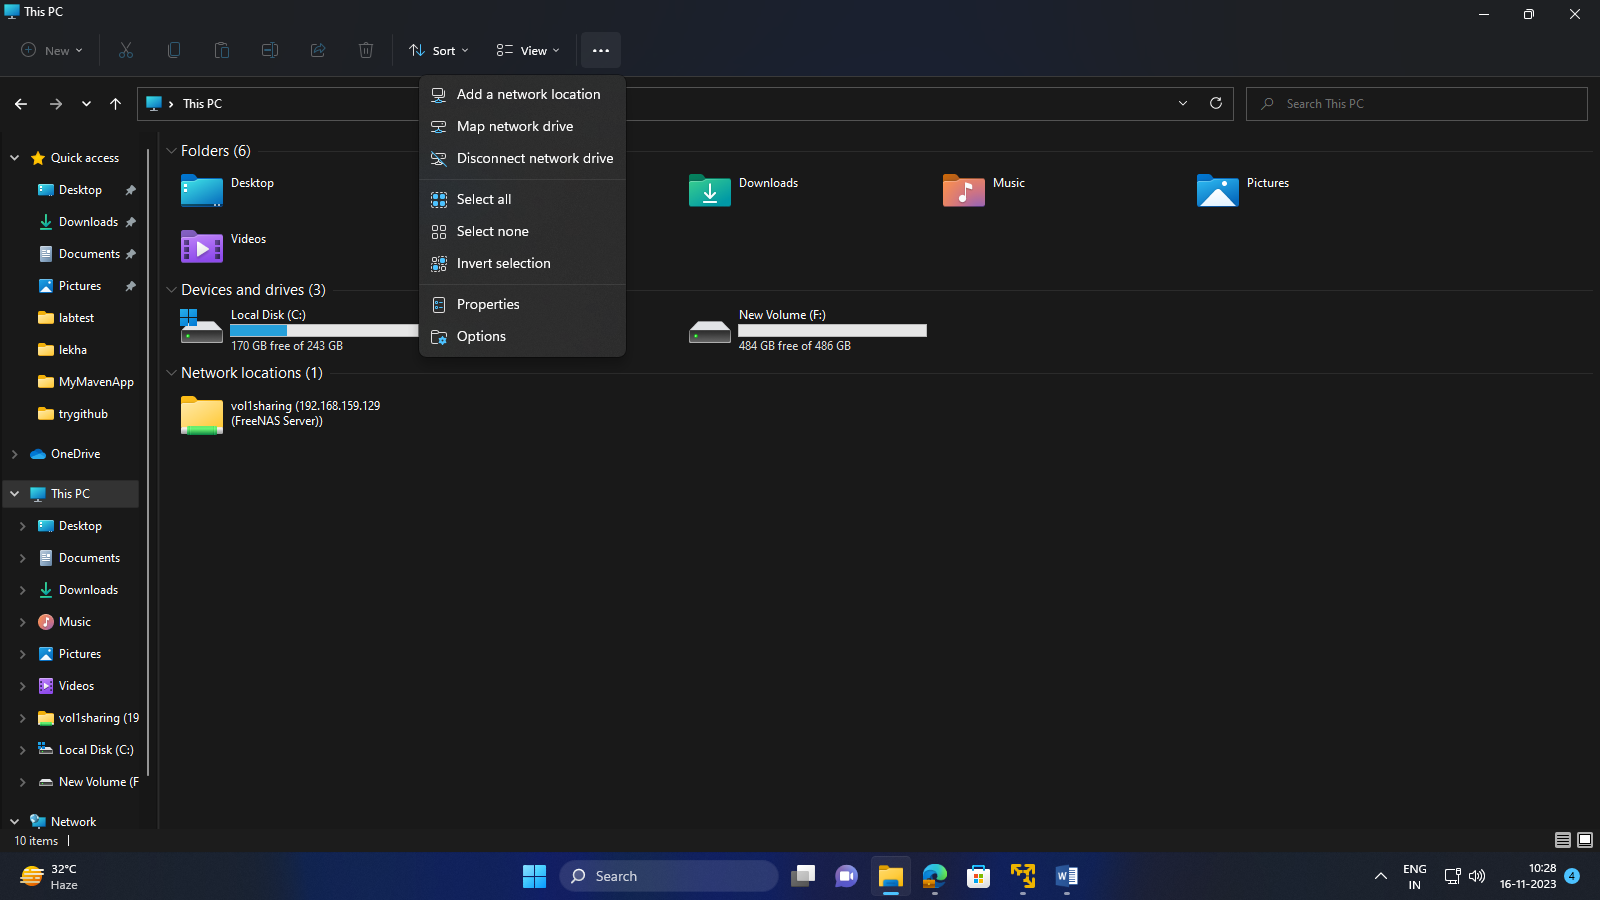 This PC
New
Sort
View
This PC
Search This PC
Add a network location
Map network drive
Disconnect network drive
Select all
Select none
Invert selection
Properties
Options
Quick access
Desktop
Downloads
Documents
Pictures
labtest
lekha
MyMavenApp
trygithub
OneDrive
This PC
Desktop
Documents
Downloads
Music
Pictures
Videos
vol1sharing (19
Local Disk (C:)
New Volume (F
Network
Folders (6)
Desktop
Downloads
Music
Pictures
Videos
Devices and drives (3)
Local Disk (C:)
170 GB free of 243 GB
New Volume (F:)
484 GB free of 486 GB
Network locations (1)
vol1sharing (192.168.159.129
(FreeNAS Server))
10 items
32°C
Haze
Search
W
ENG
IN
10:28
16-11-2023
4